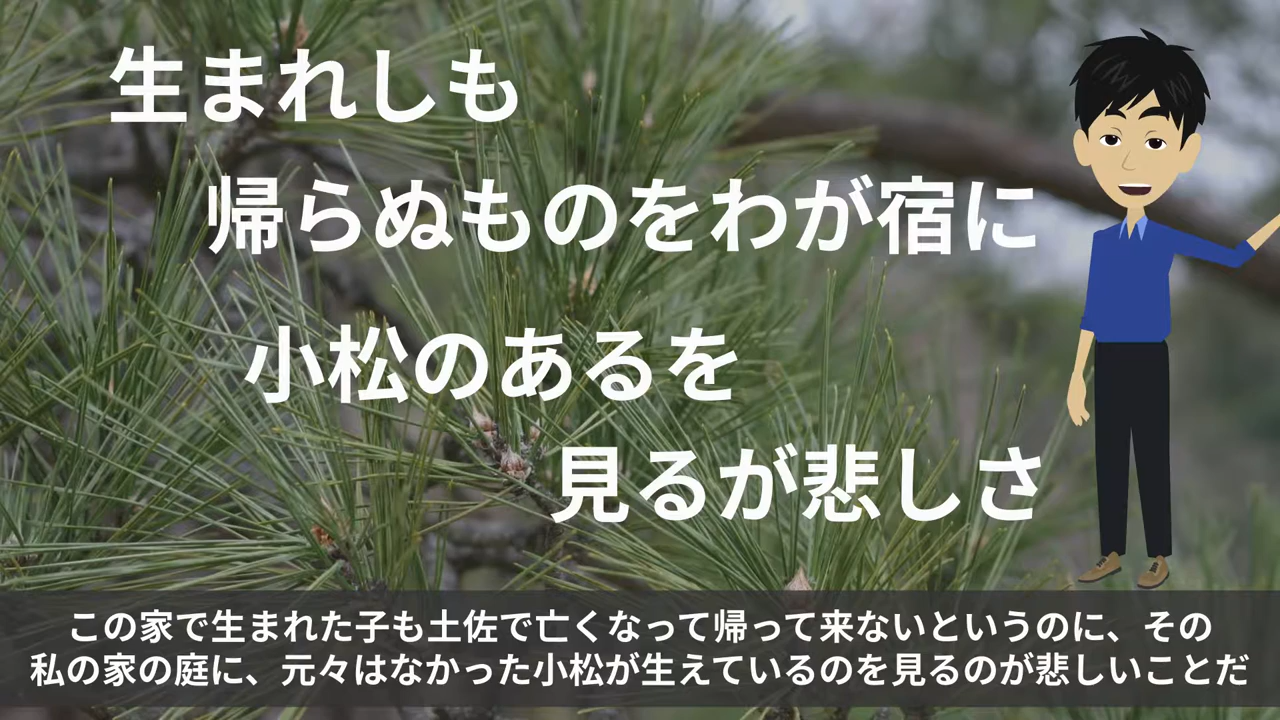 生まれしも
帰らぬものをわが宿に
小松のあるを
見るが悲しさ
この家で生まれた子も土佐で亡くなって帰って来ないというのに、その
私の家の庭に、元々はなかった小松が生えているのを見るのが悲しいことだ